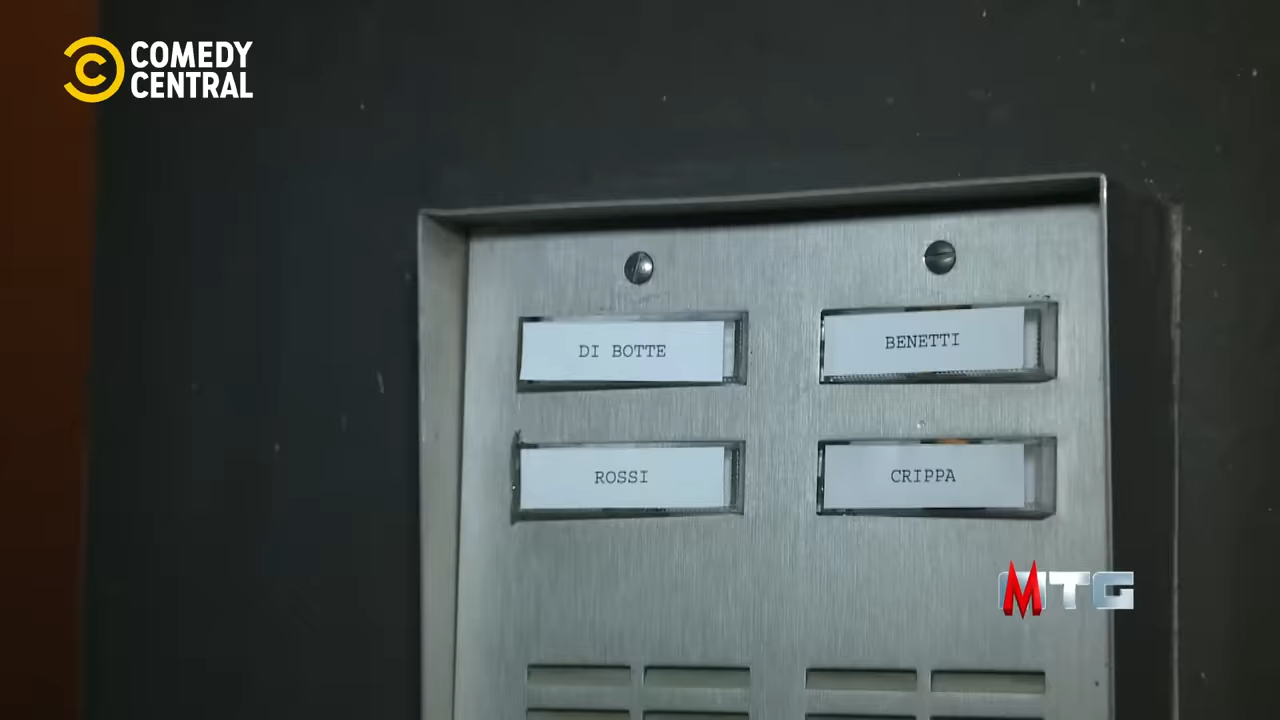 COMEDY
CENTRAL
DI BOTTE
BENETTI
ROSSI
CRIPPA
MTG